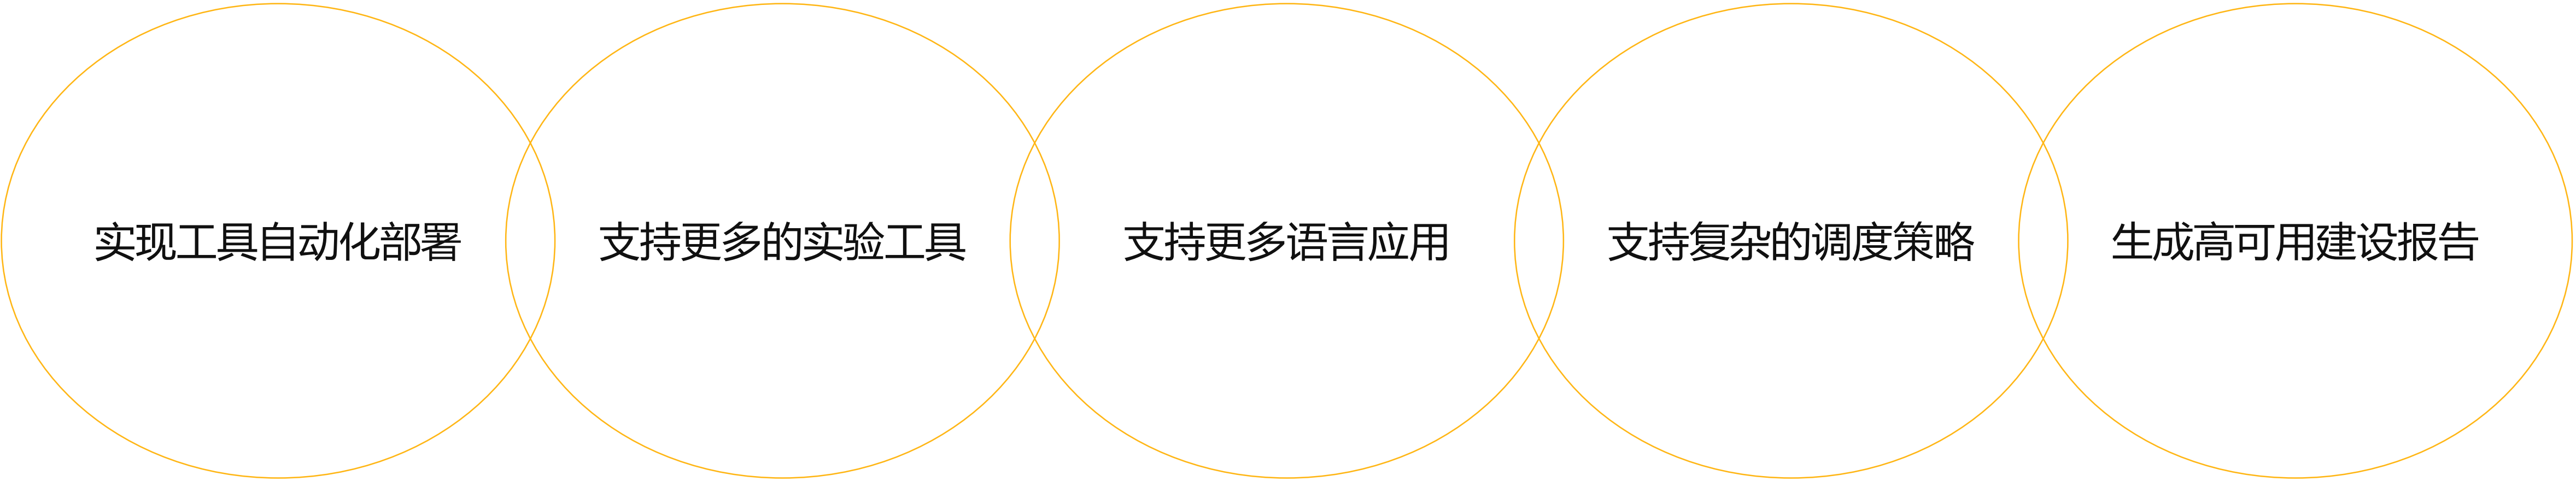 实现工具自动化部署
支持更多的实验工具
支持更多语言应用
支持复杂的调度策略
生成高可用建设报告